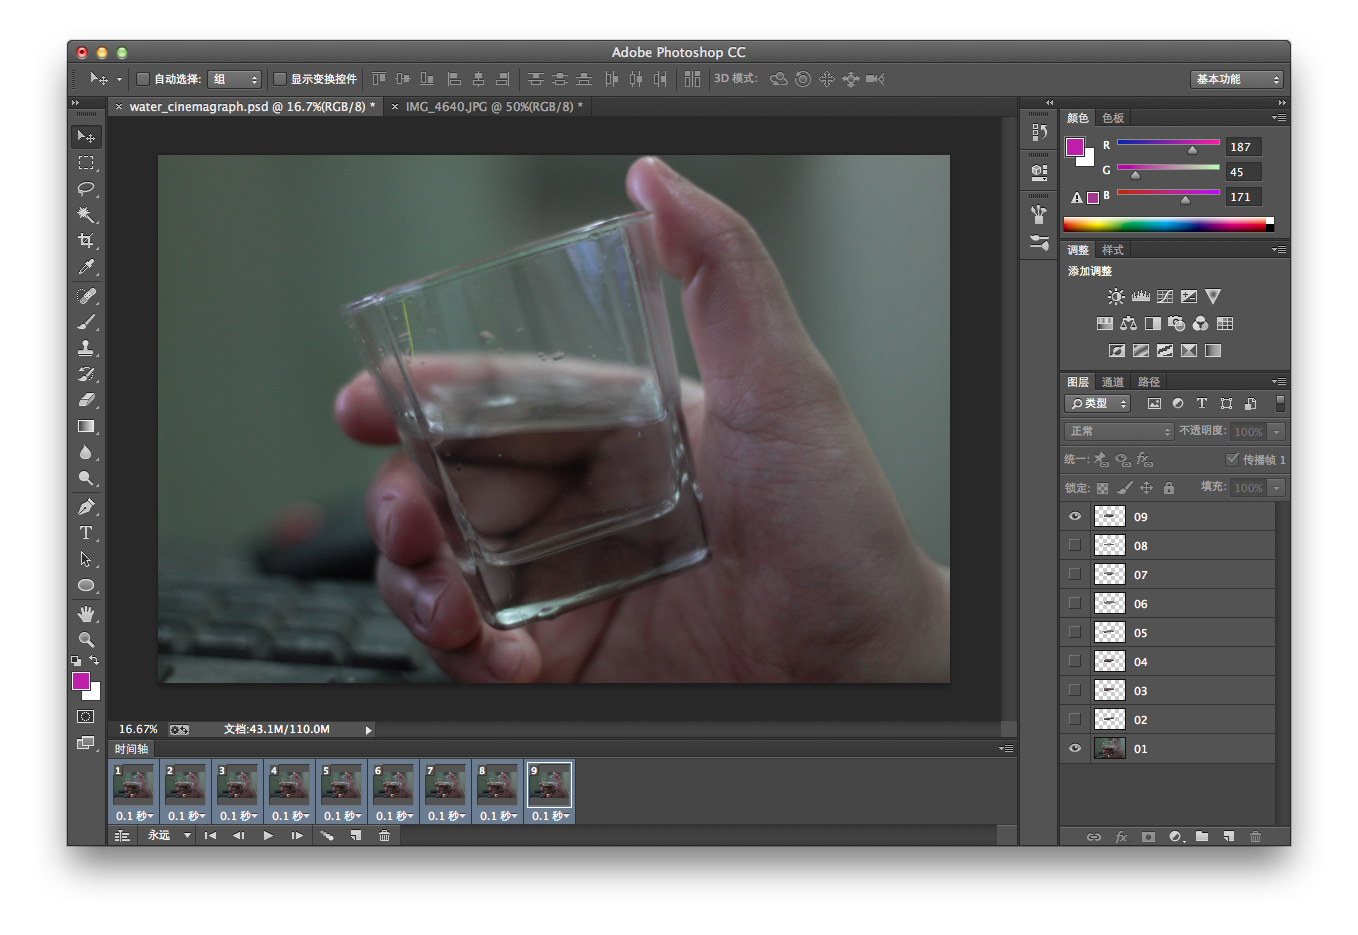 Adobe Photoshop CC
自动选择: 组 显示变换控件 3D 模式: 基本功能
× water_cinemagraph.psd @ 16.7%(RGB/8) * × IMG_4640.JPG @ 50%(RGB/8) *
颜色 色板
R 187
G 45
B 171
调整 样式
添加调整
图层 通道 路径
类型
正常 不透明度: 100%
统一: 传播帧 1
锁定: 填充: 100%
09
08
07
06
05
04
03
02
01
16.67% 文档:43.1M/110.0M
时间轴
1 2 3 4 5 6 7 8 9
0.1 秒 0.1 秒 0.1 秒 0.1 秒 0.1 秒 0.1 秒 0.1 秒 0.1 秒 0.1 秒
永远
fx